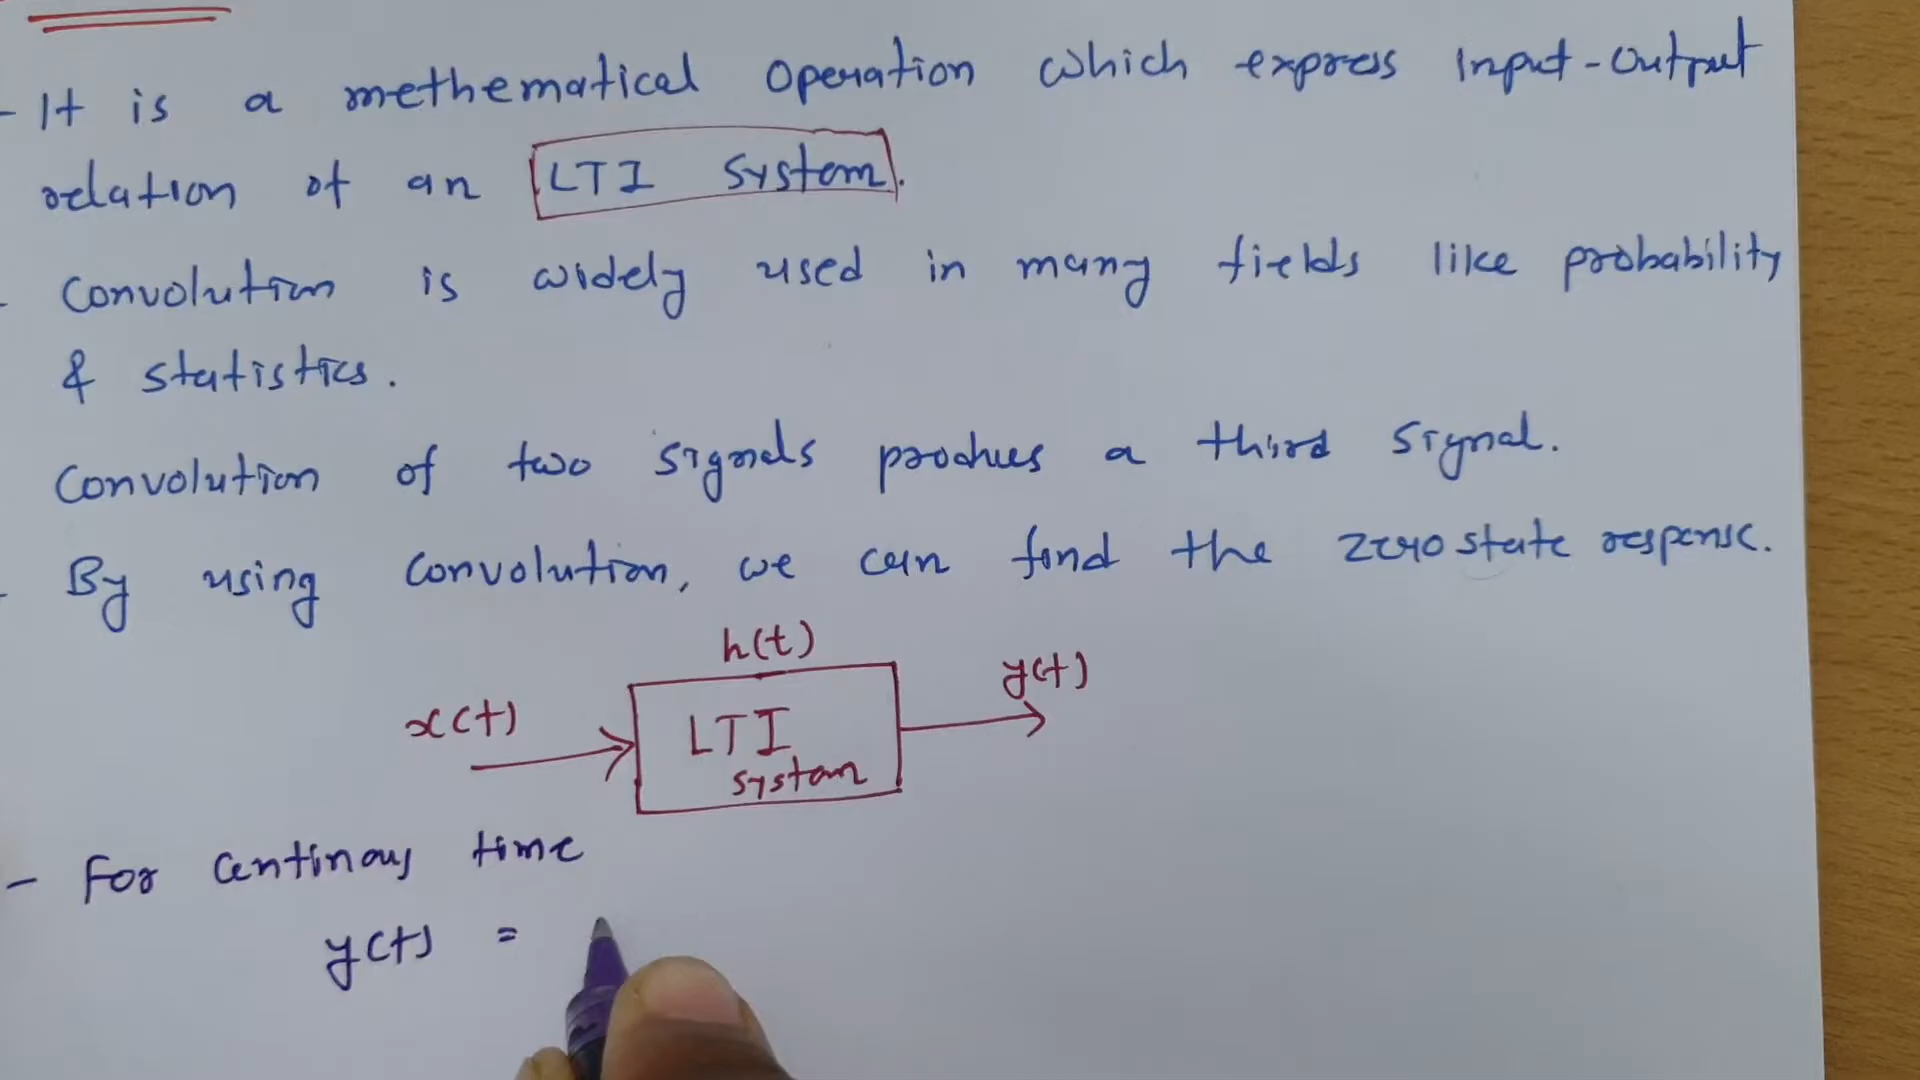 - It is a methematical operation which express input-output
relation of an LTI system.
- Convolution is widely used in many fields like probability
& statistics.
Convolution of two signals produces a third signal.
- By using convolution, we can find the zero state response.
h(t)
x(t)
y(t)
LTI
system
- For Continous time
y(t) =